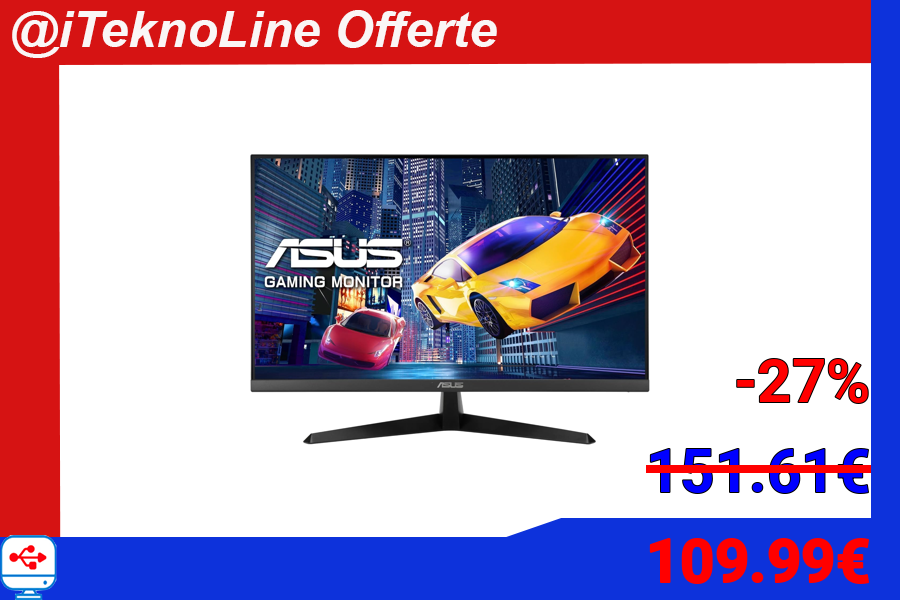 @iTeknoLine Offerte
ASUS®
GAMING MONITOR
ASUS
-27%
151.61€
109.99€